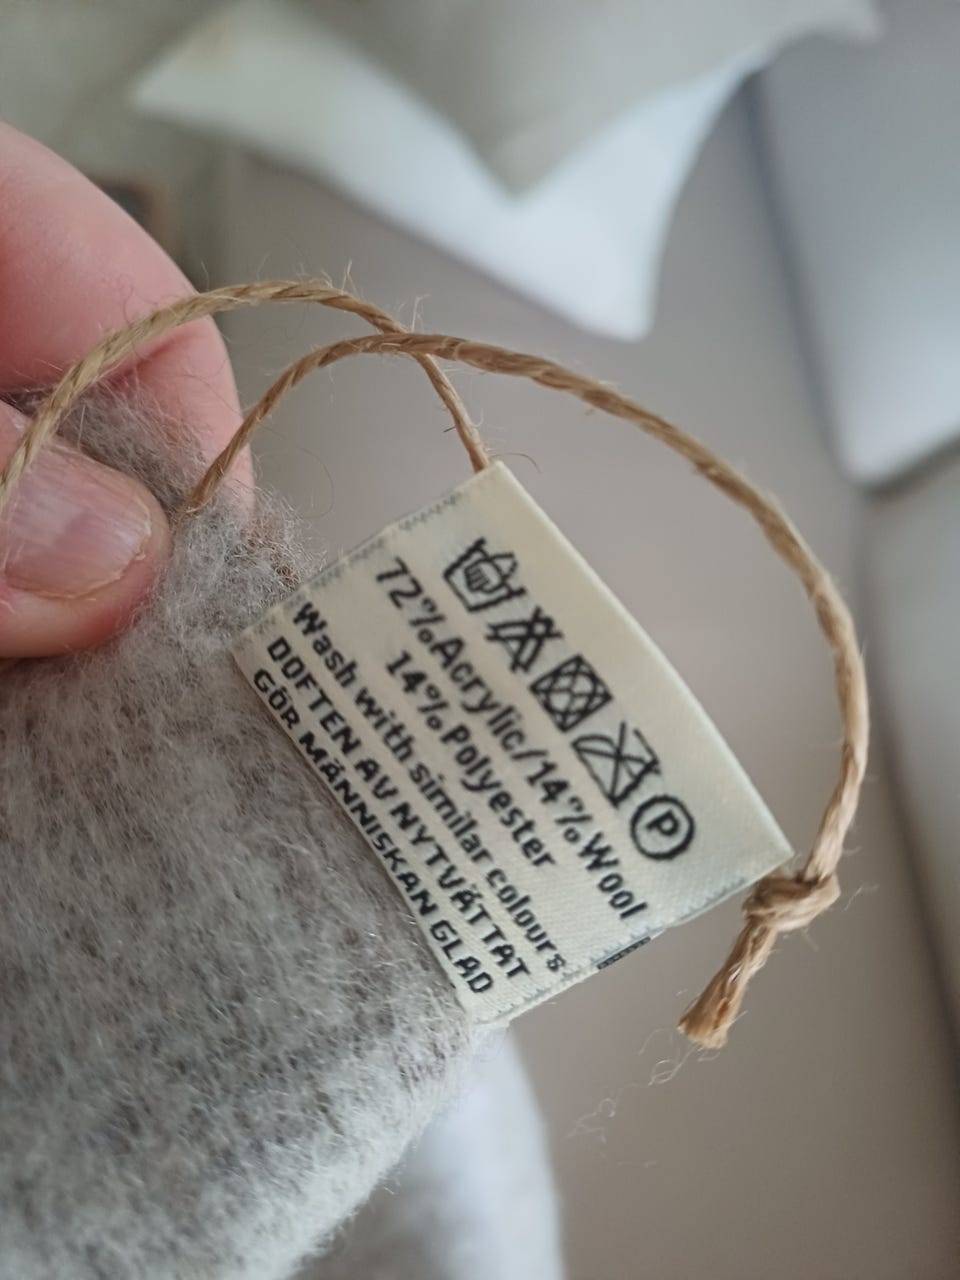 P
72%Acrylic/14%Wool
14%Polyester
Wash with similar colours
DOFTEN AV NYTVÄTTAT
GÖR MÄNNISKAN GLAD